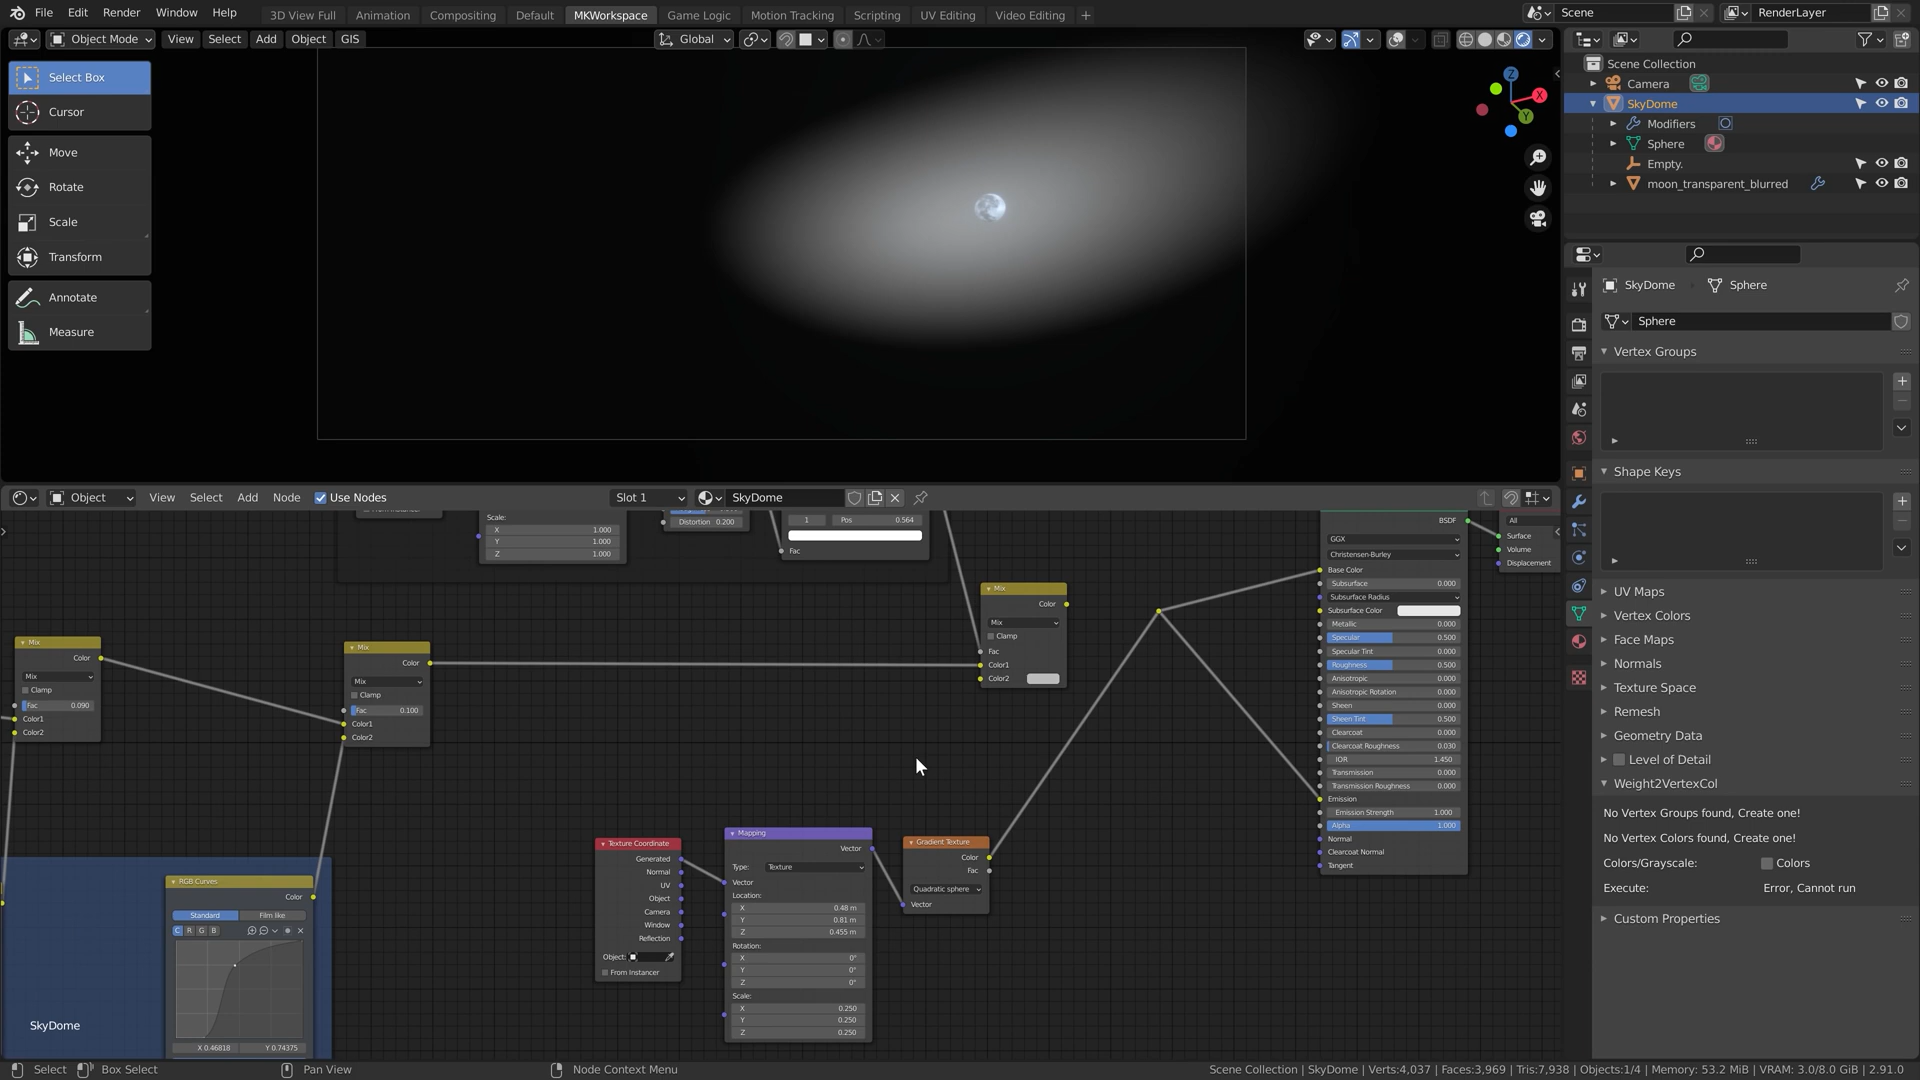 File Edit Render Window Help 3D View Full Animation Compositing Default MKWorkspace Game Logic Motion Tracking Scripting UV Editing Video Editing + Scene RenderLayer
Object Mode View Select Add Object GIS Global
Select Box
Cursor
Move
Rotate
Scale
Transform
Annotate
Measure
Z
X
Y
Scene Collection
Camera
SkyDome
Modifiers
Sphere
Empty.
moon_transparent_blurred
SkyDome Sphere
Sphere
Vertex Groups
Shape Keys
UV Maps
Vertex Colors
Face Maps
Normals
Texture Space
Remesh
Geometry Data
Level of Detail
Weight2VertexCol
No Vertex Groups found, Create one!
No Vertex Colors found, Create one!
Colors/Grayscale: Colors
Execute: Error, Cannot run
Custom Properties
Object View Select Add Node Use Nodes Slot 1 SkyDome
Scale:
X 1.000
Y 1.000
Z 1.000
Distortion 0.200
1 Pos 0.564
Fac
Mix
Color
Mix
Clamp
Fac 0.090
Color1
Color2
Mix
Color
Mix
Clamp
Fac 0.100
Color1
Color2
Mix
Color
Mix
Clamp
Fac
Color1
Color2
RGB Curves
Color
Standard Film like
C R G B
X 0.46818 Y 0.74375
SkyDome
Texture Coordinate
Generated
Normal
UV
Object
Camera
Window
Reflection
Object:
From Instancer
Mapping
Vector
Type: Texture
Vector
Location:
X 0.48 m
Y 0.81 m
Z 0.455 m
Rotation:
X 0°
Y 0°
Z 0°
Scale:
X 0.250
Y 0.250
Z 0.250
Gradient Texture
Color
Fac
Quadratic sphere
Vector
BSDF
GGX
Christensen-Burley
Base Color
Subsurface 0.000
Subsurface Radius
Subsurface Color
Metallic 0.000
Specular 0.500
Specular Tint 0.000
Roughness 0.500
Anisotropic 0.000
Anisotropic Rotation 0.000
Sheen 0.000
Sheen Tint 0.500
Clearcoat 0.000
Clearcoat Roughness 0.030
IOR 1.450
Transmission 0.000
Transmission Roughness 0.000
Emission
Emission Strength 1.000
Alpha 1.000
Normal
Clearcoat Normal
Tangent
All
Surface
Volume
Displacement
Select Box Select Pan View Node Context Menu Scene Collection | SkyDome | Verts:4,037 | Faces:3,969 | Tris:7,938 | Objects:1/4 | Memory: 53.2 MiB | VRAM: 3.0/8.0 GiB | 2.91.0